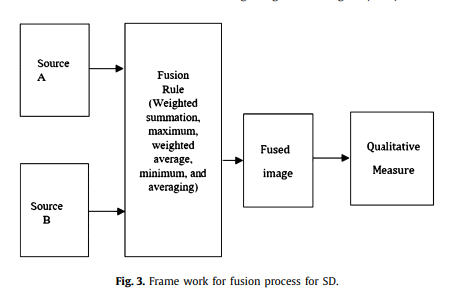 Source
A
Fusion
Rule
(Weighted
summation,
maximum,
weighted
average,
minimum, and
averaging)
Source
B
Fused
image
Qualitative
Measure
Fig. 3. Frame work for fusion process for SD.